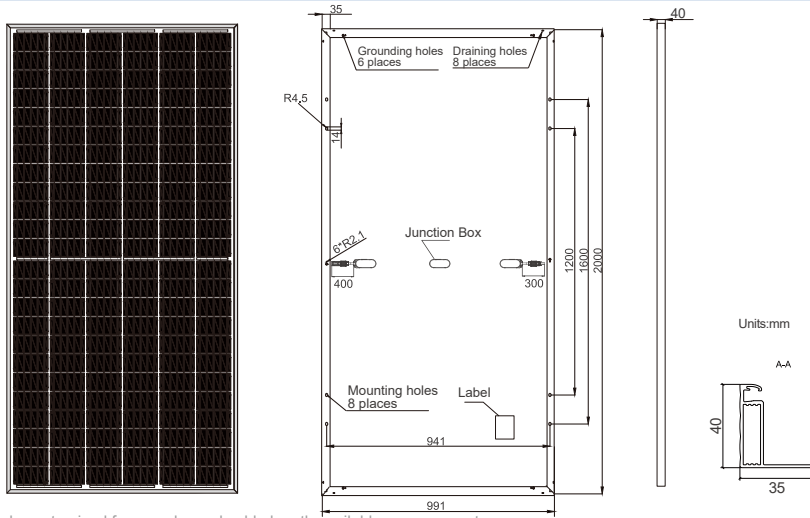 35
40
Grounding holes
6 places
Draining holes
8 places
R4.5
14
6*R2.1
Junction Box
400
300
1200
1600
2000
Units:mm
A-A
Mounting holes
8 places
Label
40
941
35
991